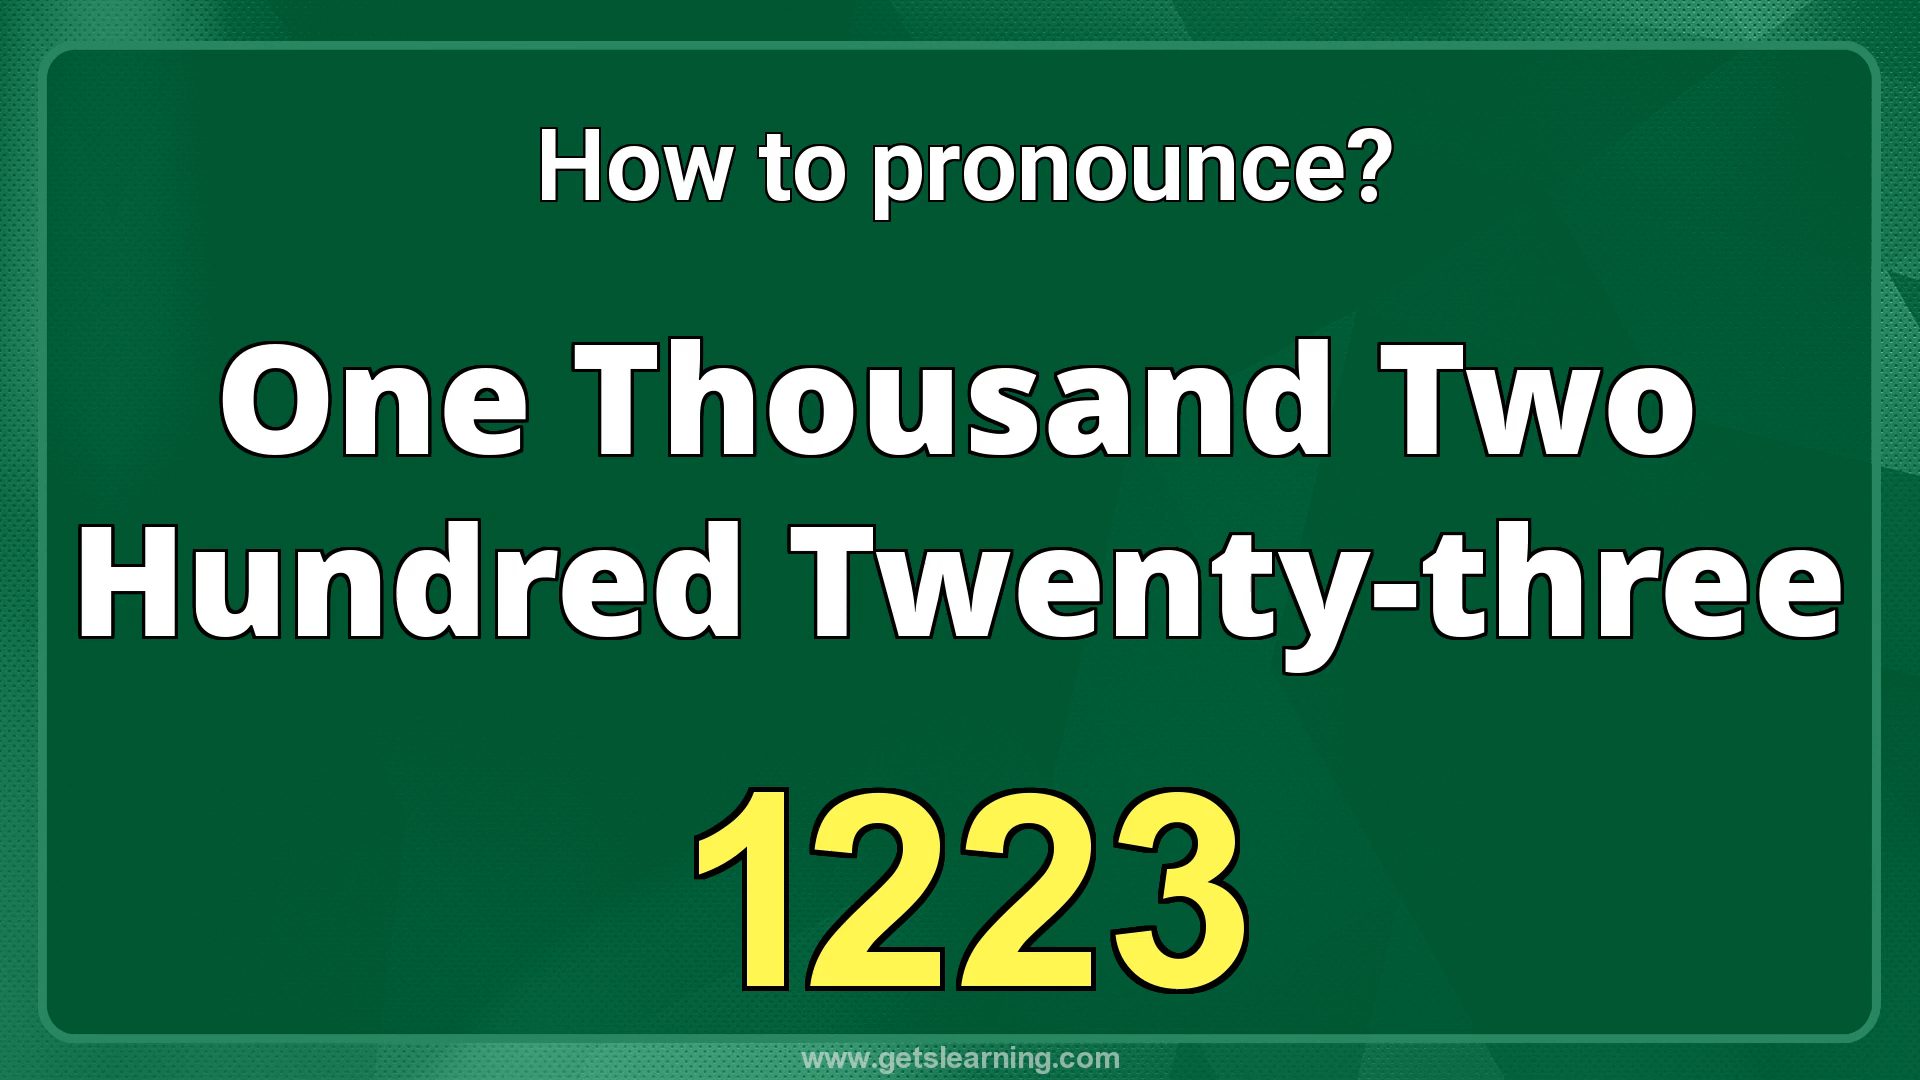 How to pronounce?
One Thousand Two
Hundred Twenty-three
1223
www.getslearning.com